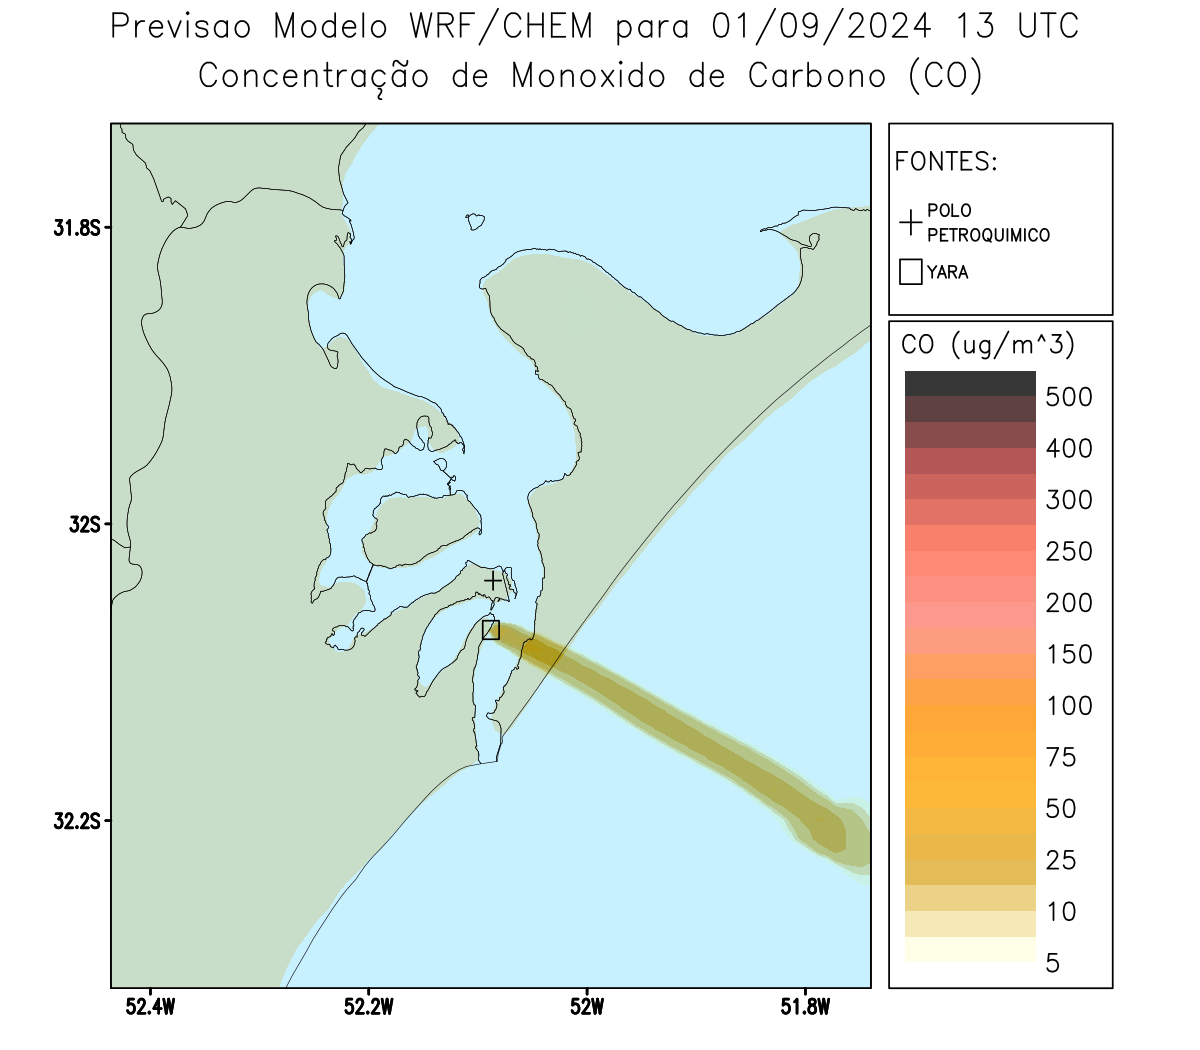 Previsao Modelo WRF/CHEM para 01/09/2024 13 UTC
Concentração de Monoxido de Carbono (CO)
FONTES:
POLO
PETROQUIMICO
YARA
CO (ug/m^3)
500
400
300
250
200
150
100
75
50
25
10
5
31.8S
32S
32.2S
52.4W
52.2W
52W
51.8W